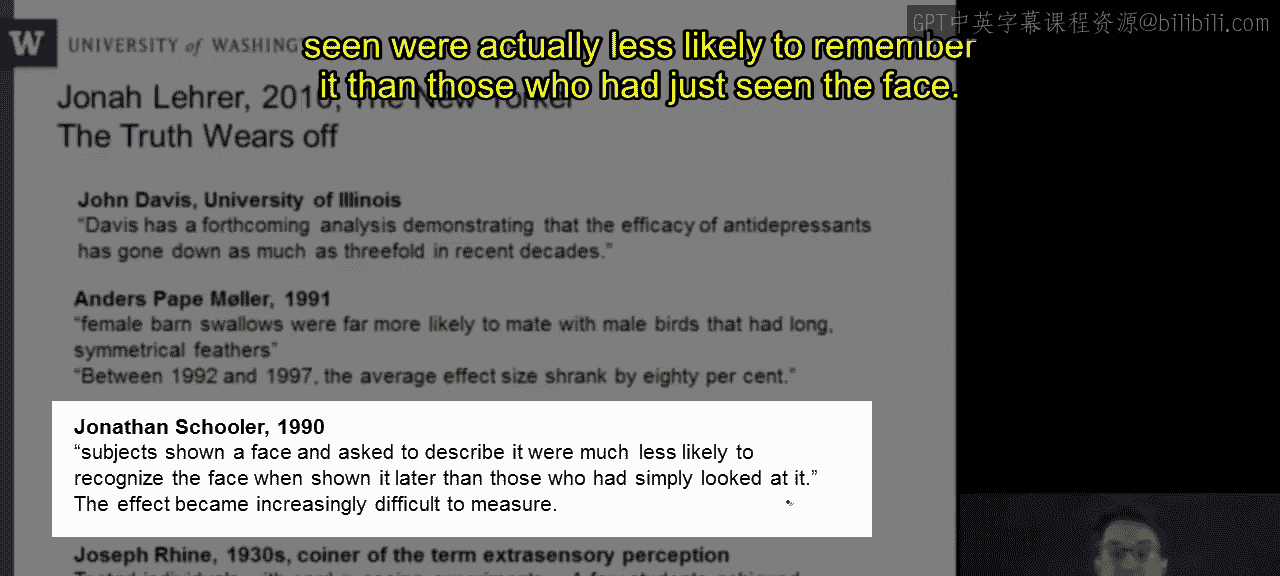 GPT中英字幕课程资源@bilibili.com
seen were actually less likely to remember
it than those who had just seen the face.
W UNIVERSITY of WASHING
Jonah Lehrer, 2010, The New Yorker
The Truth Wears off
John Davis, University of Illinois
“Davis has a forthcoming analysis demonstrating that the efficacy of antidepressants
has gone down as much as threefold in recent decades.”
Anders Pape Møller, 1991
“female barn swallows were far more likely to mate with male birds that had long,
symmetrical feathers”
“Between 1992 and 1997, the average effect size shrank by eighty per cent.”
Jonathan Schooler, 1990
“subjects shown a face and asked to describe it were much less likely to
recognize the face when shown it later than those who had simply looked at it.”
The effect became increasingly difficult to measure.
Joseph Rhine, 1930s, coiner of the term extrasensory perception